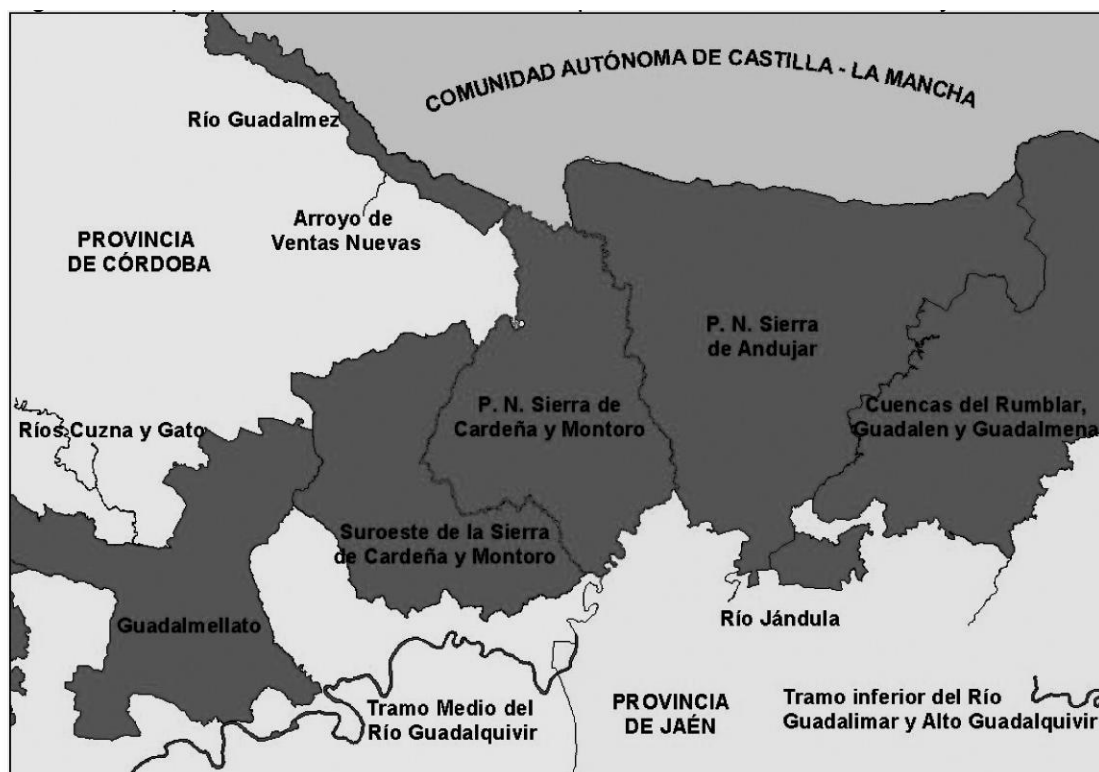 COMUNIDAD AUTÓNOMA DE CASTILLA - LA MANCHA
Río Guadalmez
Arroyo de
Ventas Nuevas
PROVINCIA
DE CÓRDOBA
P. N. Sierra
de Andujar
P. N. Sierra de
Cardeña y Montoro
Cuencas del Rumblar,
Guadalen y Guadalmena
Ríos Cuzna y Gato
Suroeste de la Sierra
de Cardeña y Montoro
Guadalmellato
Río Jándula
Tramo Medio del
Río Guadalquivir
PROVINCIA
DE JAÉN
Tramo inferior del Río
Guadalimar y Alto Guadalquivir